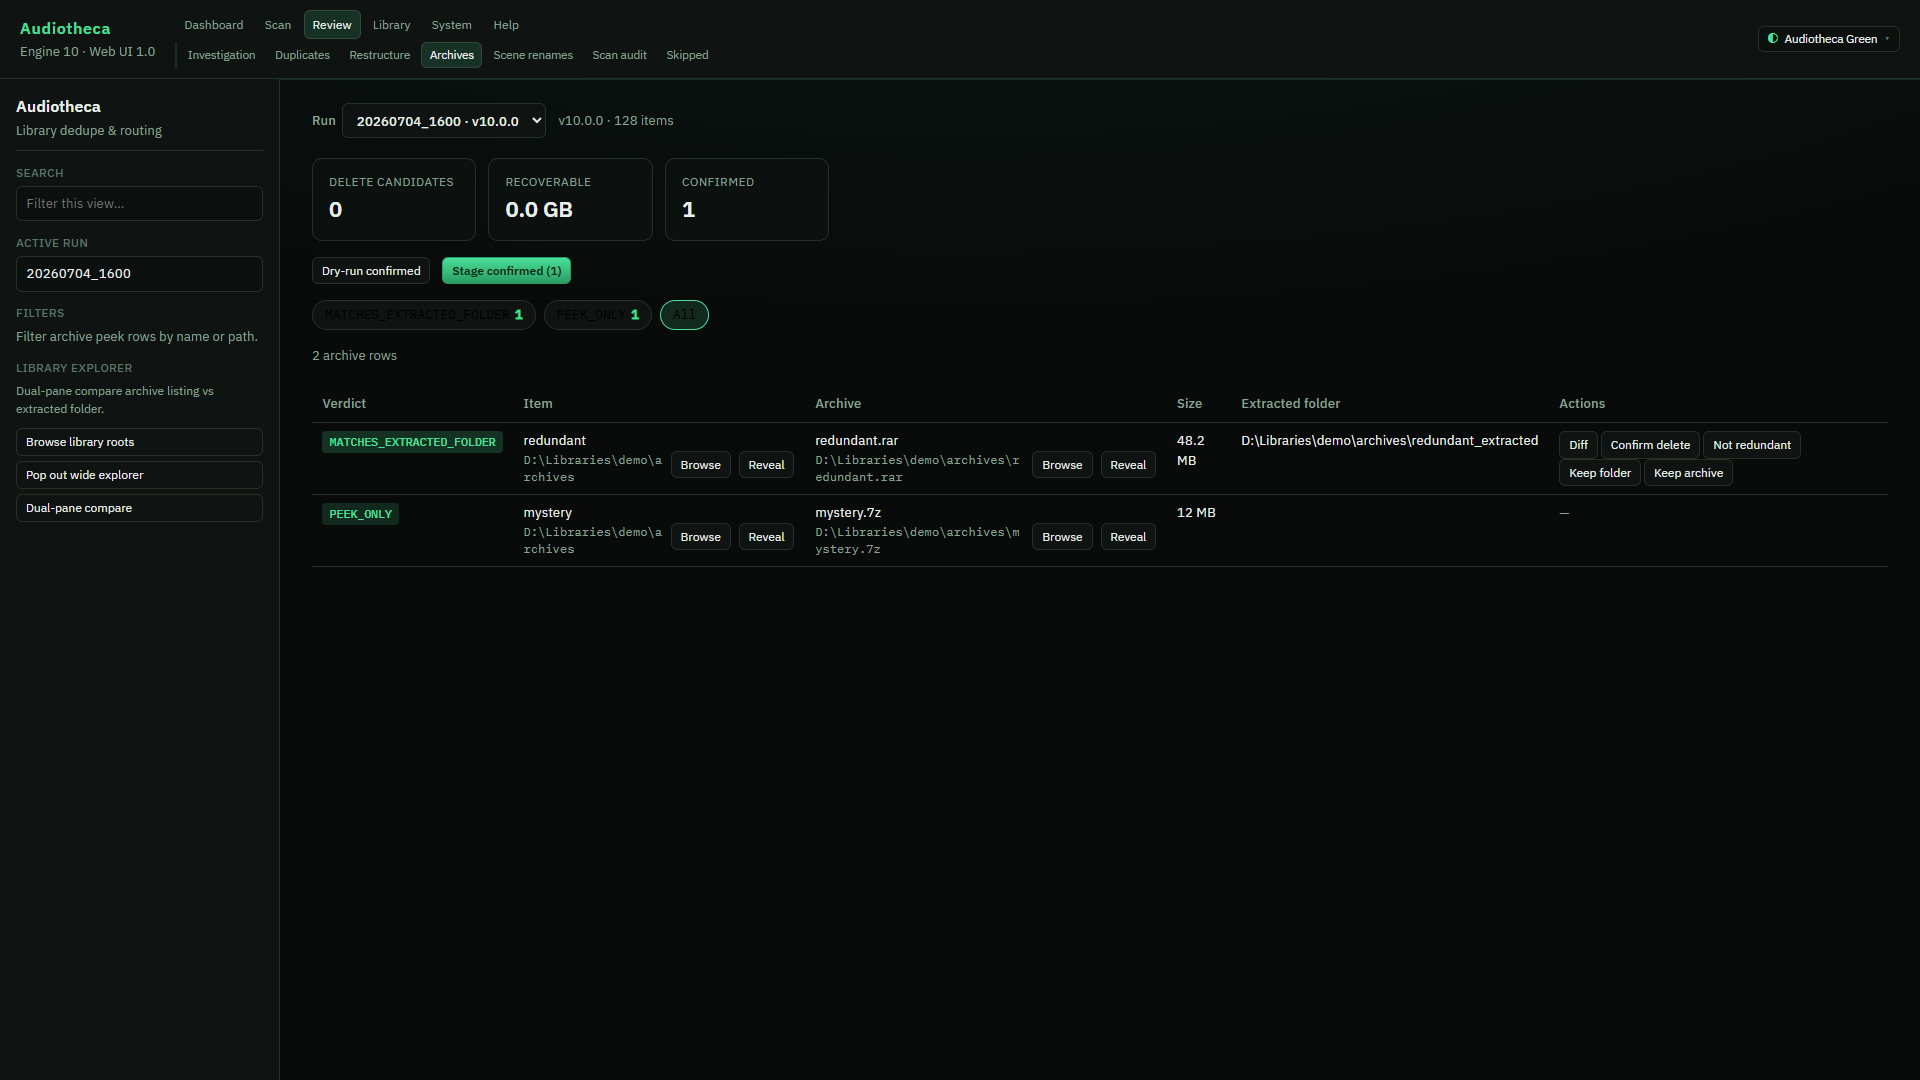 Audiotheca
Engine 10 · Web UI 1.0
Dashboard Scan Review Library System Help
Investigation Duplicates Restructure Archives Scene renames Scan audit Skipped
Audiotheca Green
Audiotheca
Library dedupe & routing
SEARCH
Filter this view...
ACTIVE RUN
20260704_1600
FILTERS
Filter archive peek rows by name or path.
LIBRARY EXPLORER
Dual-pane compare archive listing vs
extracted folder.
Browse library roots
Pop out wide explorer
Dual-pane compare
Run 20260704_1600 · v10.0.0 v10.0.0 · 128 items
DELETE CANDIDATES
0
RECOVERABLE
0.0 GB
CONFIRMED
1
Dry-run confirmed Stage confirmed (1)
MATCHES_EXTRACTED_FOLDER 1 PEEK_ONLY 1 All
2 archive rows
Verdict Item Archive Size Extracted folder Actions
MATCHES_EXTRACTED_FOLDER
redundant
D:\Libraries\demo\a
rchives
Browse Reveal
redundant.rar
D:\Libraries\demo\archives\r
edundant.rar
Browse Reveal
48.2
MB
D:\Libraries\demo\archives\redundant_extracted
Diff Confirm delete Not redundant
Keep folder Keep archive
PEEK_ONLY
mystery
D:\Libraries\demo\a
rchives
Browse Reveal
mystery.7z
D:\Libraries\demo\archives\m
ystery.7z
Browse Reveal
12 MB
—